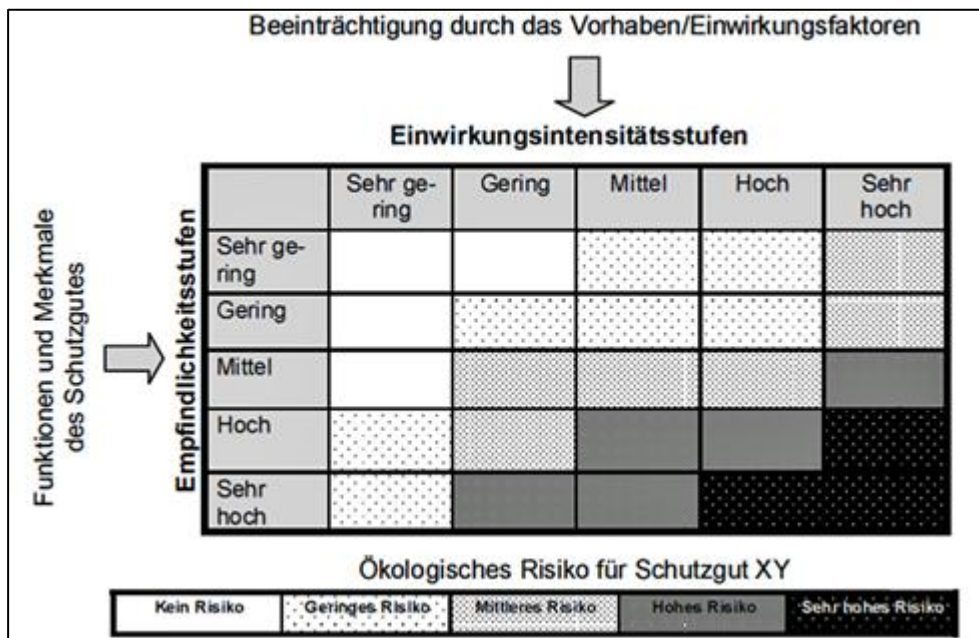 Beeinträchtigung durch das Vorhaben/Einwirkungsfaktoren
Einwirkungsintensitätsstufen
Sehr ge-
ring
Gering
Mittel
Hoch
Sehr
hoch
Funktionen und Merkmale
des Schutzgutes
Empfindlichkeitsstufen
Sehr ge-
ring
Gering
Mittel
Hoch
Sehr
hoch
Ökologisches Risiko für Schutzgut XY
Kein Risiko
Geringes Risiko
Mittleres Risiko
Hohes Risiko
Sehr hohes Risiko